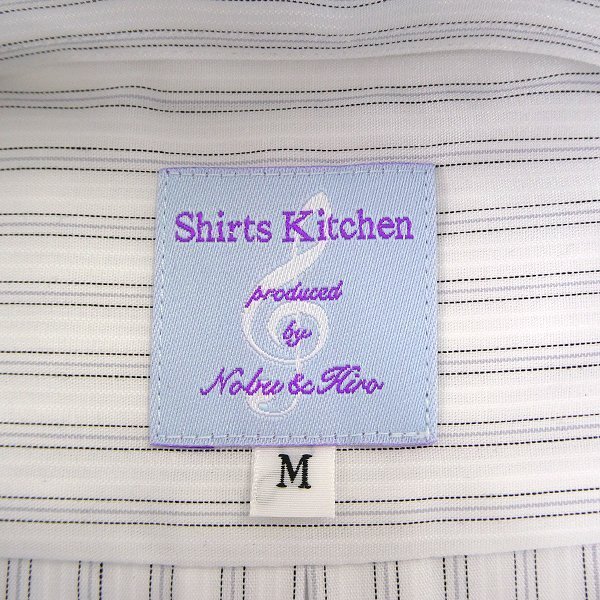 Shirts Kitchen
produced
by
Nobu & Hiro
M